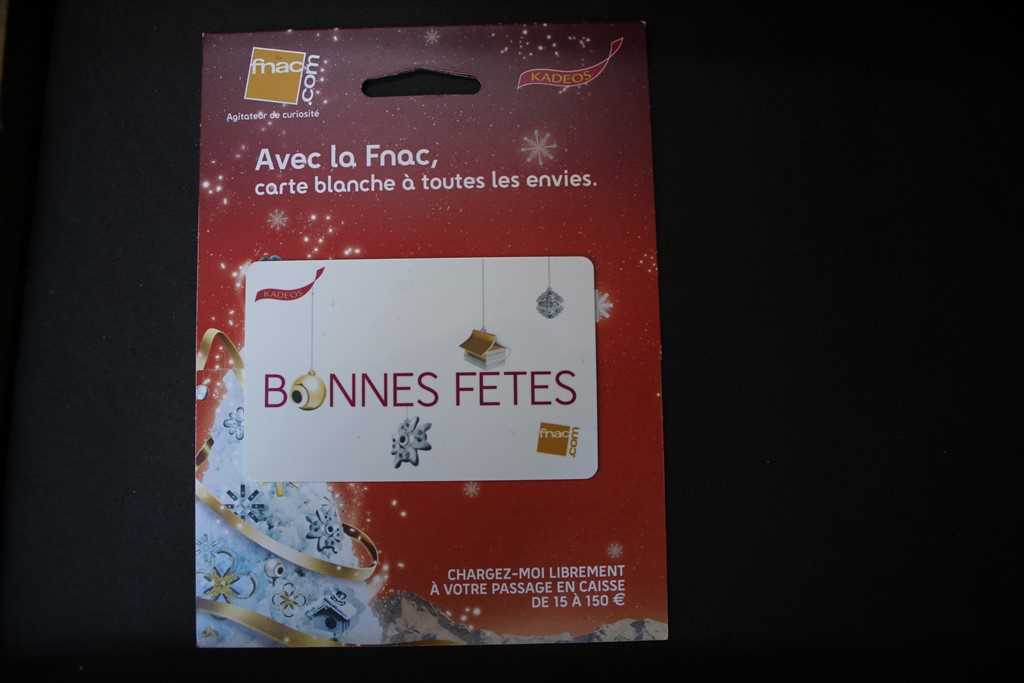 fnac.com
Agitateur de curiosité
KADEOS
Avec la Fnac,
carte blanche à toutes les envies.
KADEOS
BONNES FETES
fnac.com
CHARGEZ-MOI LIBREMENT
À VOTRE PASSAGE EN CAISSE
DE 15 À 150 €